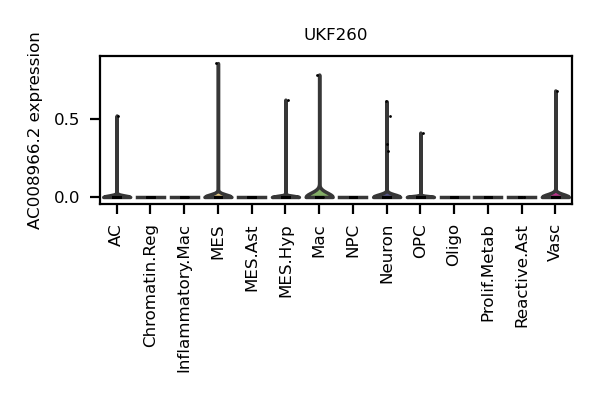 UKF260
AC008966.2 expression
0.5
0.0
AC
Chromatin.Reg
Inflammatory.Mac
MES
MES.Ast
MES.Hyp
Mac
NPC
Neuron
OPC
Oligo
Prolif.Metab
Reactive.Ast
Vasc